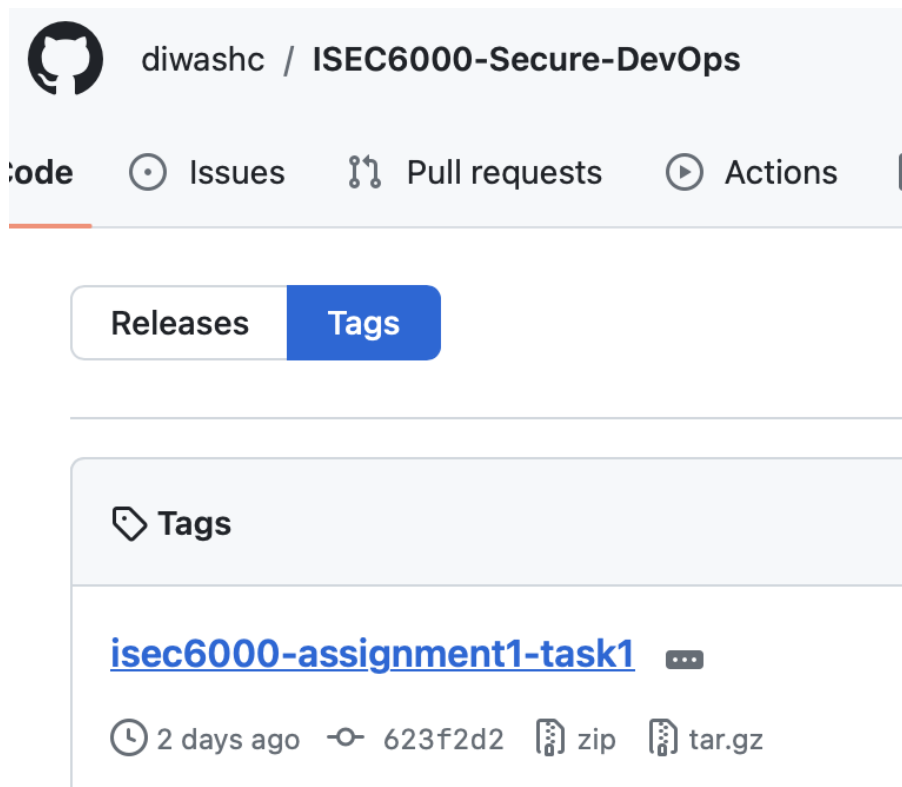 diwashc / ISEC6000-Secure-DevOps
Code Issues Pull requests Actions
Releases Tags
Tags
isec6000-assignment1-task1
2 days ago 623f2d2 zip tar.gz